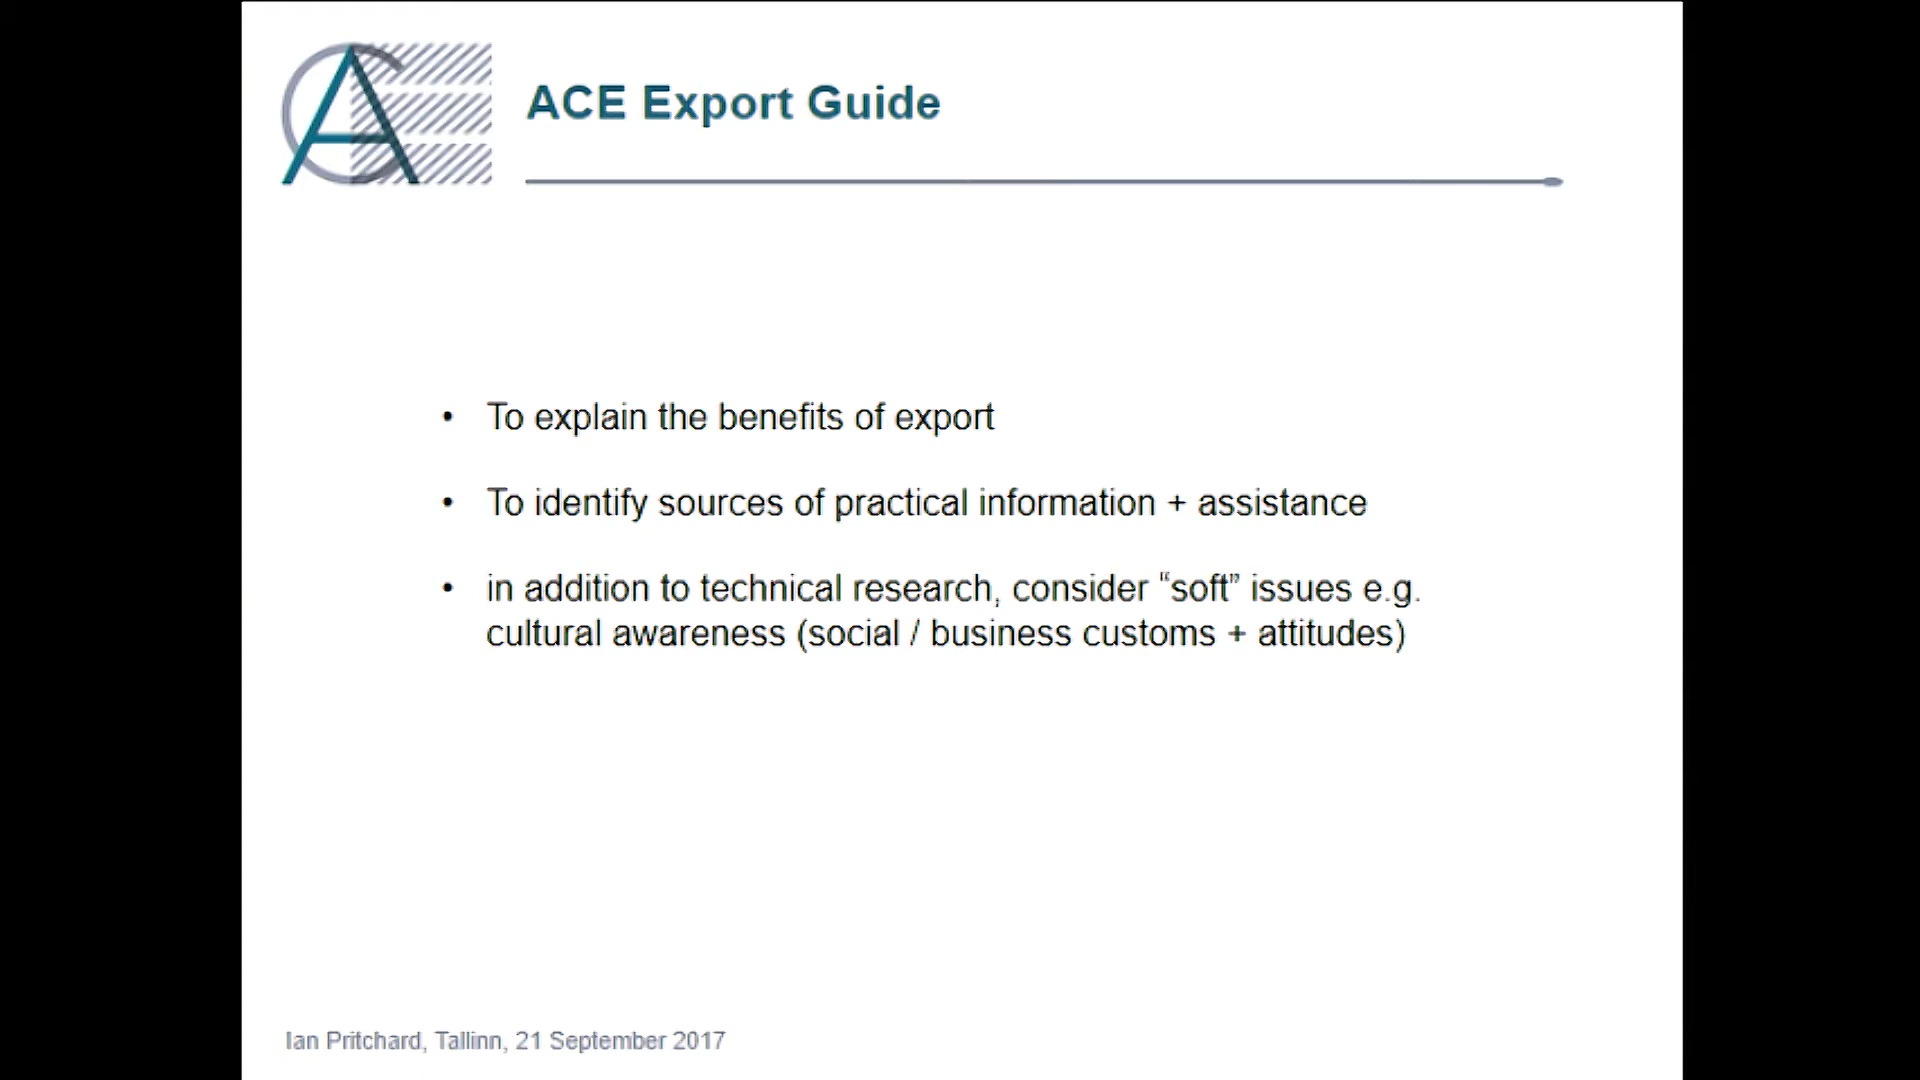 ACE
ACE Export Guide
• To explain the benefits of export
• To identify sources of practical information + assistance
• in addition to technical research, consider “soft” issues e.g.
cultural awareness (social / business customs + attitudes)
Ian Pritchard, Tallinn, 21 September 2017